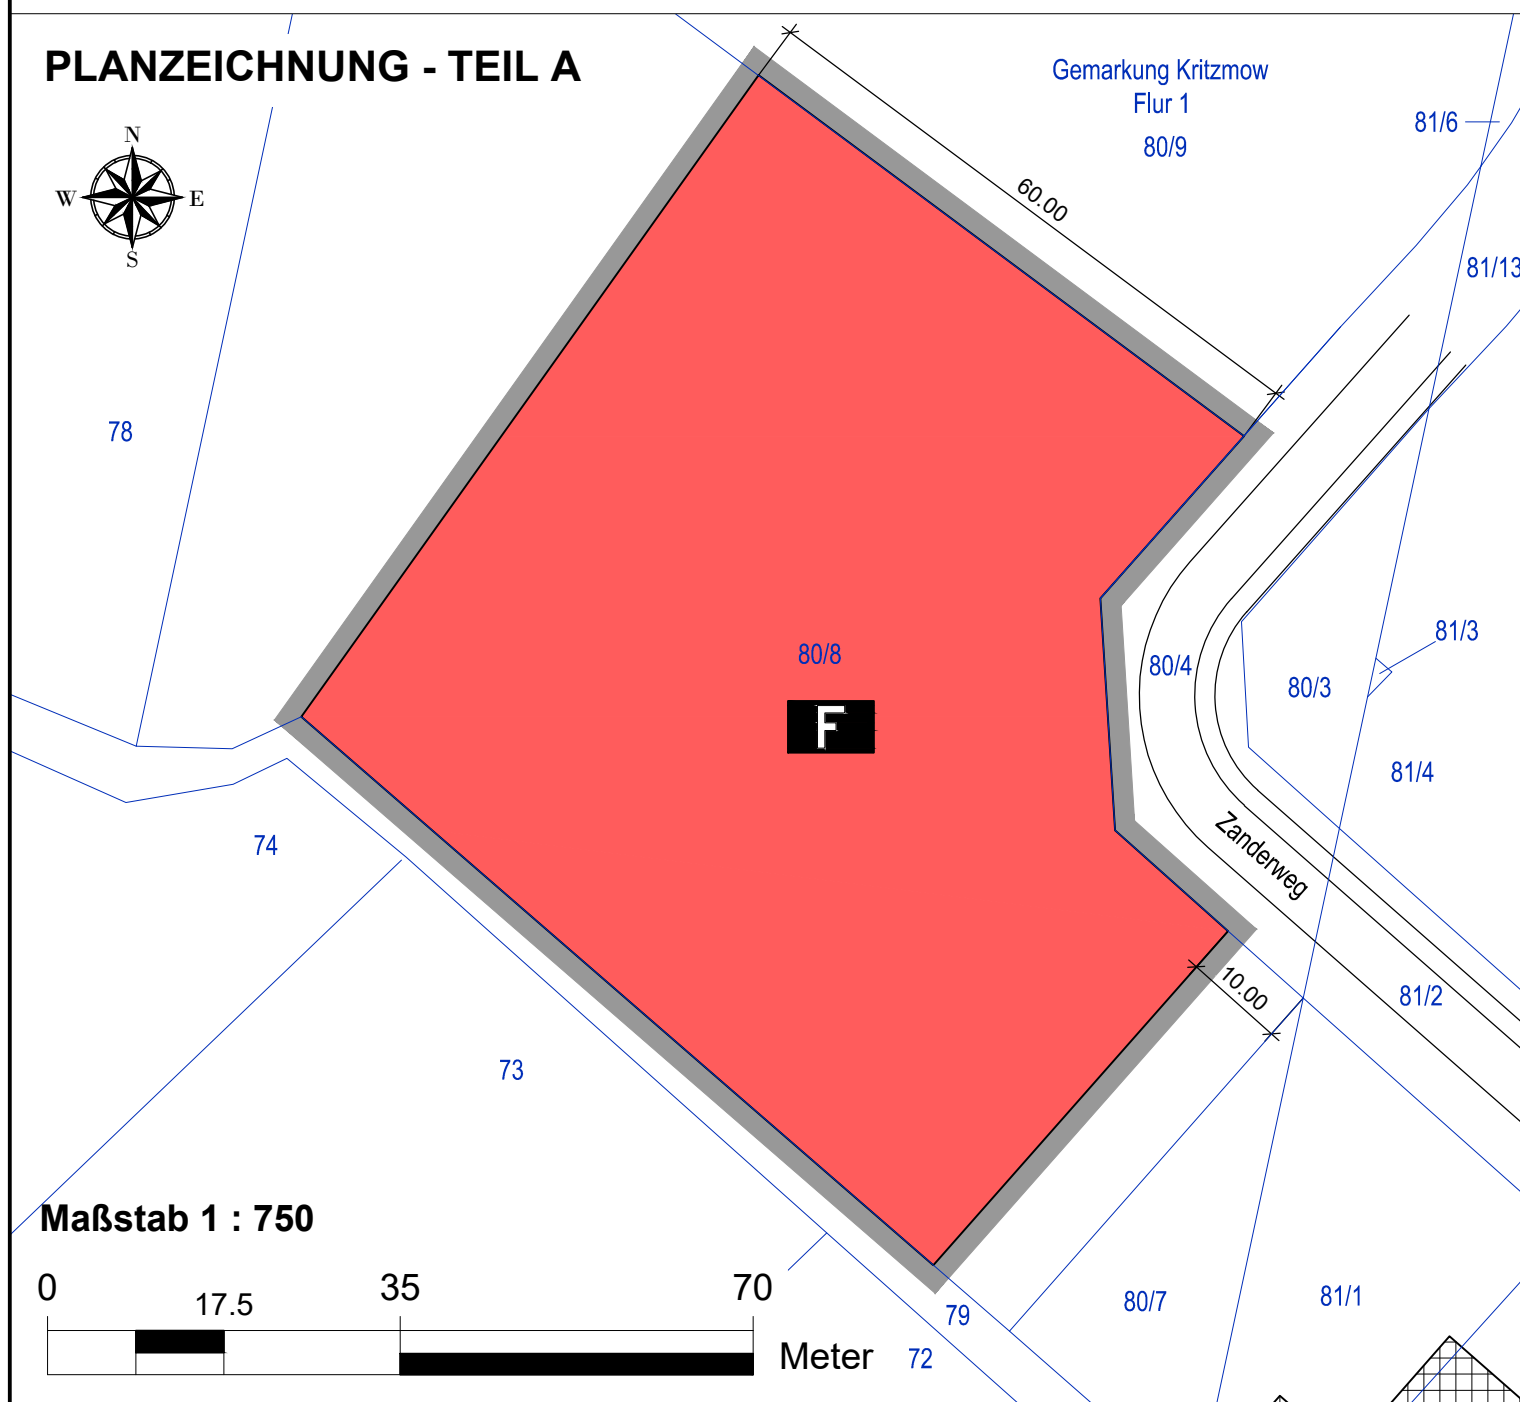 PLANZEICHNUNG - TEIL A
N
W
E
S
Gemarkung Kritzmow
Flur 1
80/9
81/6
60.00
81/13
78
80/8
F
80/4
80/3
81/3
81/4
Zanderweg
74
10.00
81/2
73
Maßstab 1 : 750
0
17.5
35
70
Meter
79
72
80/7
81/1